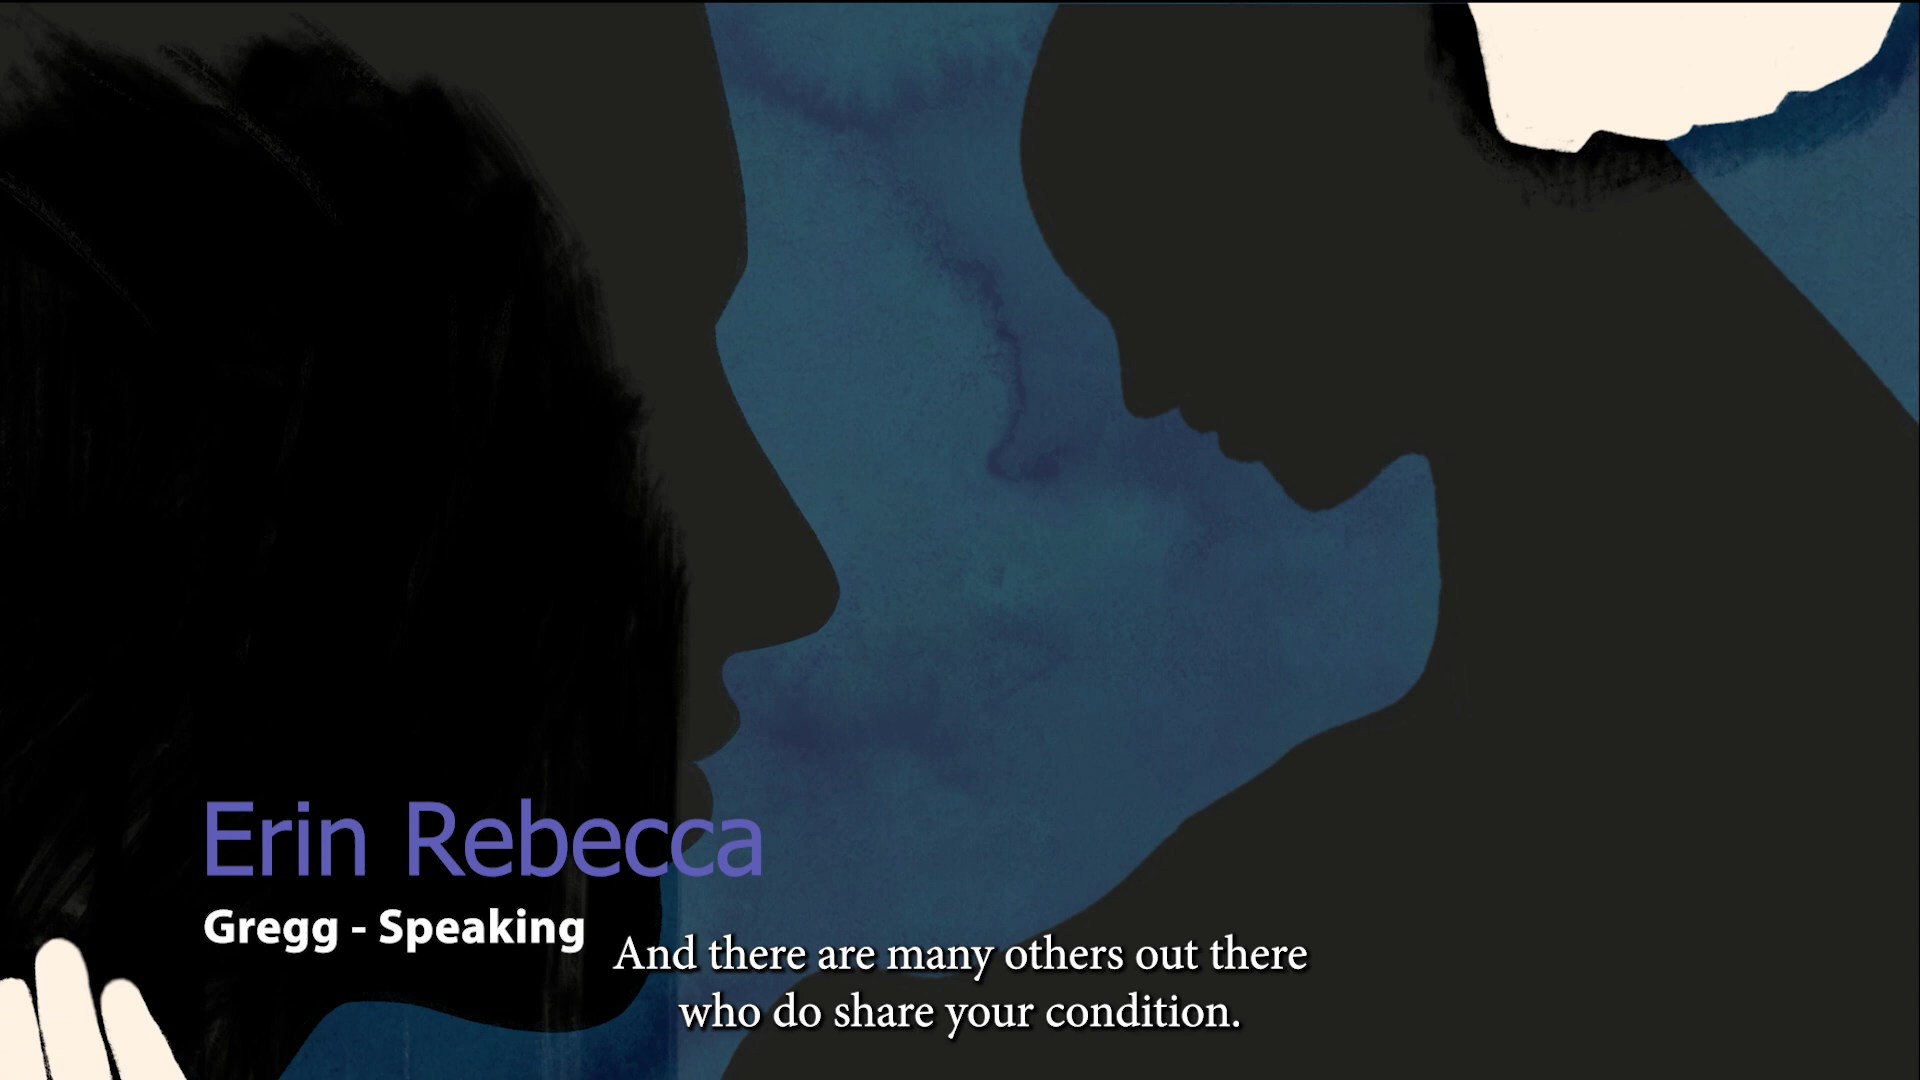 Erin Rebecca
Gregg - Speaking
And there are many others out there
who do share your condition.